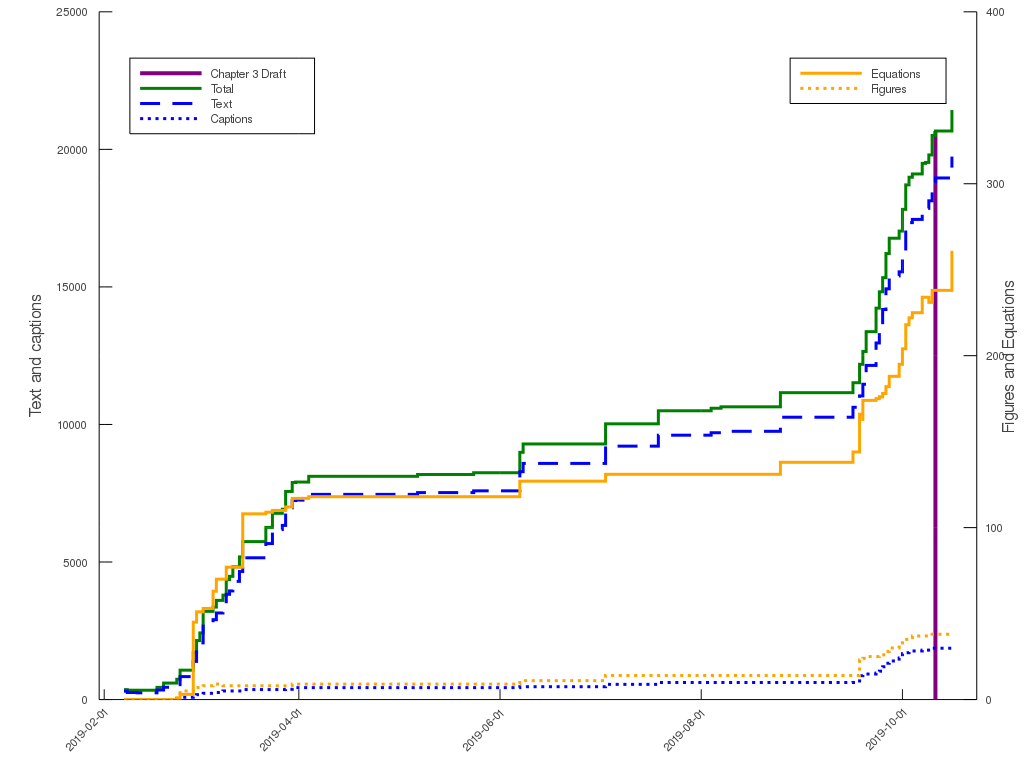 25000
20000
15000
10000
5000
0
Text and captions
400
300
200
100
0
Figures and Equations
Chapter 3 Draft
Total
Text
Captions
Equations
Figures
2019-02-01
2019-04-01
2019-06-01
2019-08-01
2019-10-01